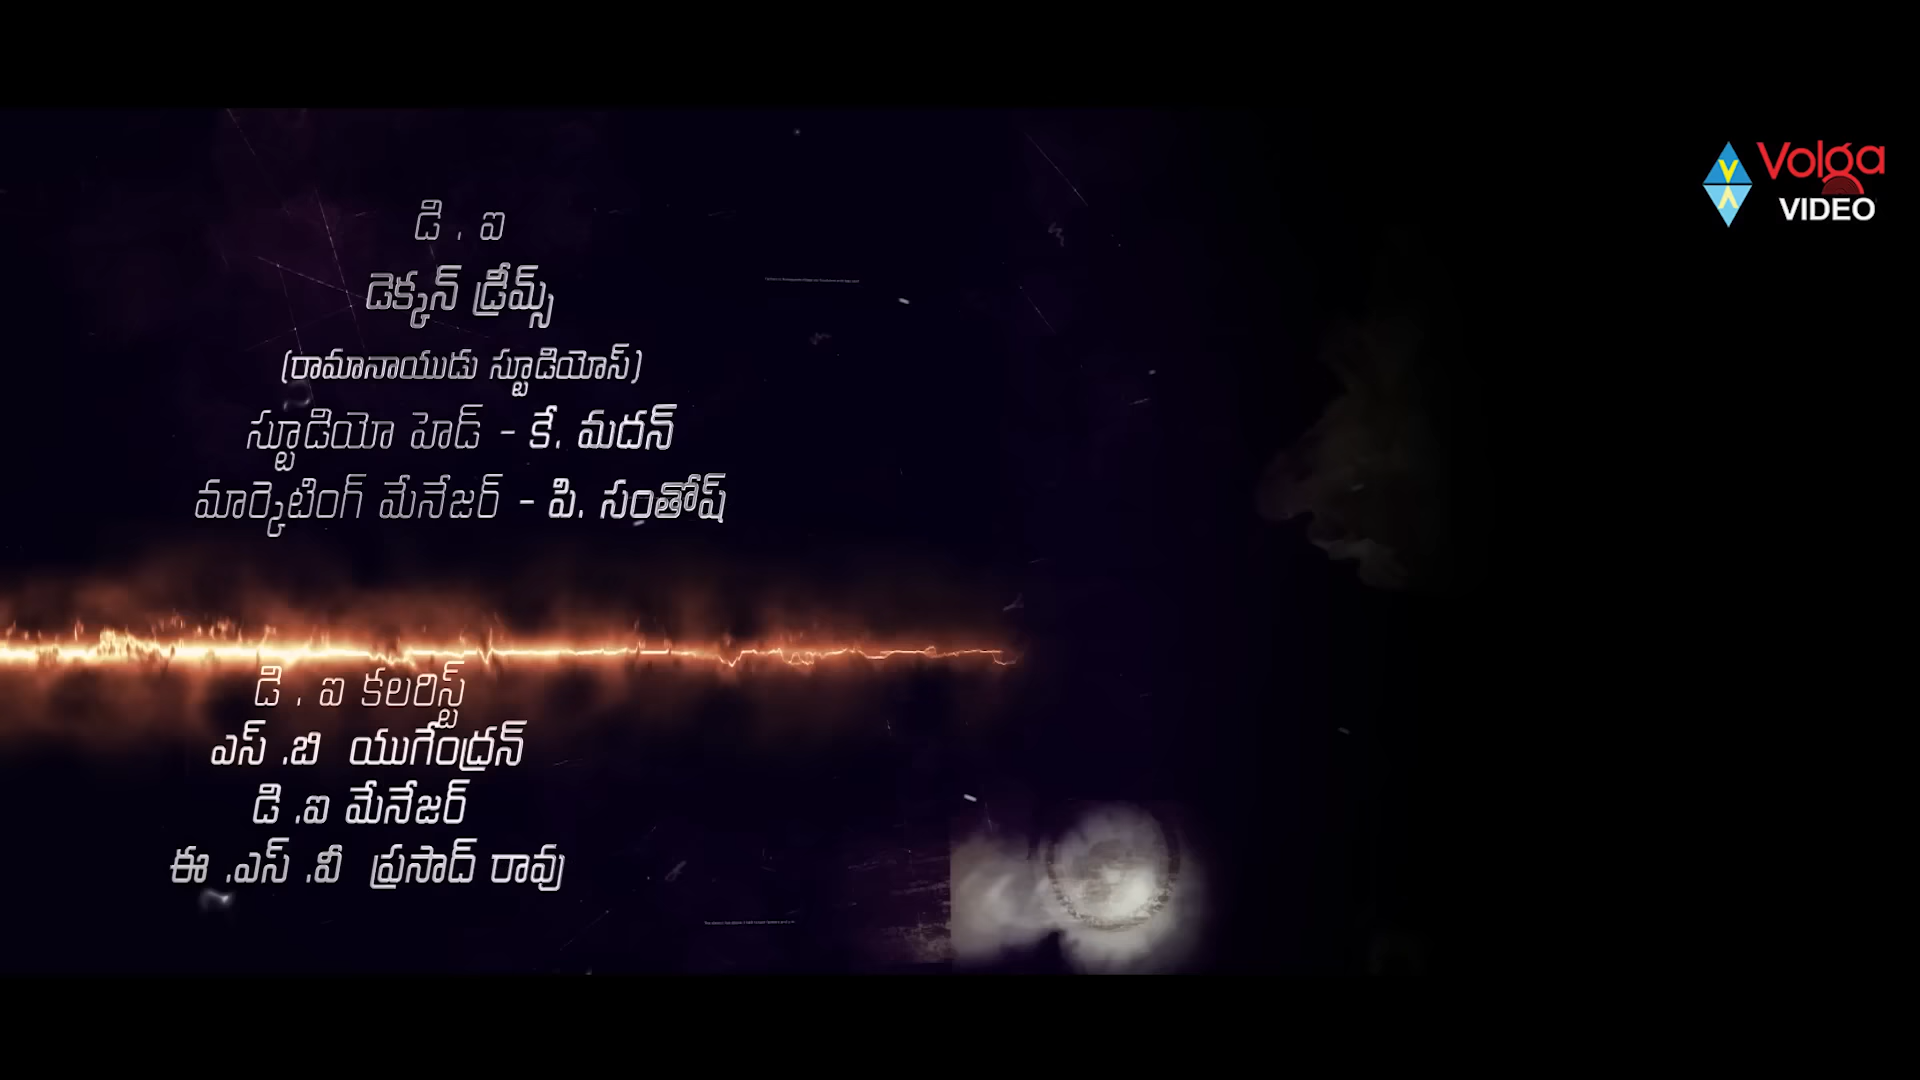 Volga
VIDEO
డి . ఐ
డెక్కన్ డ్రీమ్స్
(రామానాయుడు స్టూడియోస్)
స్టూడియో హెడ్ - కే. మదన్
మార్కెటింగ్ మేనేజర్ - పి. సంతోష్
డి . ఐ కలరిస్ట్
ఎస్ .బి యుగేంద్రన్
డి .ఐ మేనేజర్
ఈ .ఎస్ .వీ ప్రసాద్ రావు